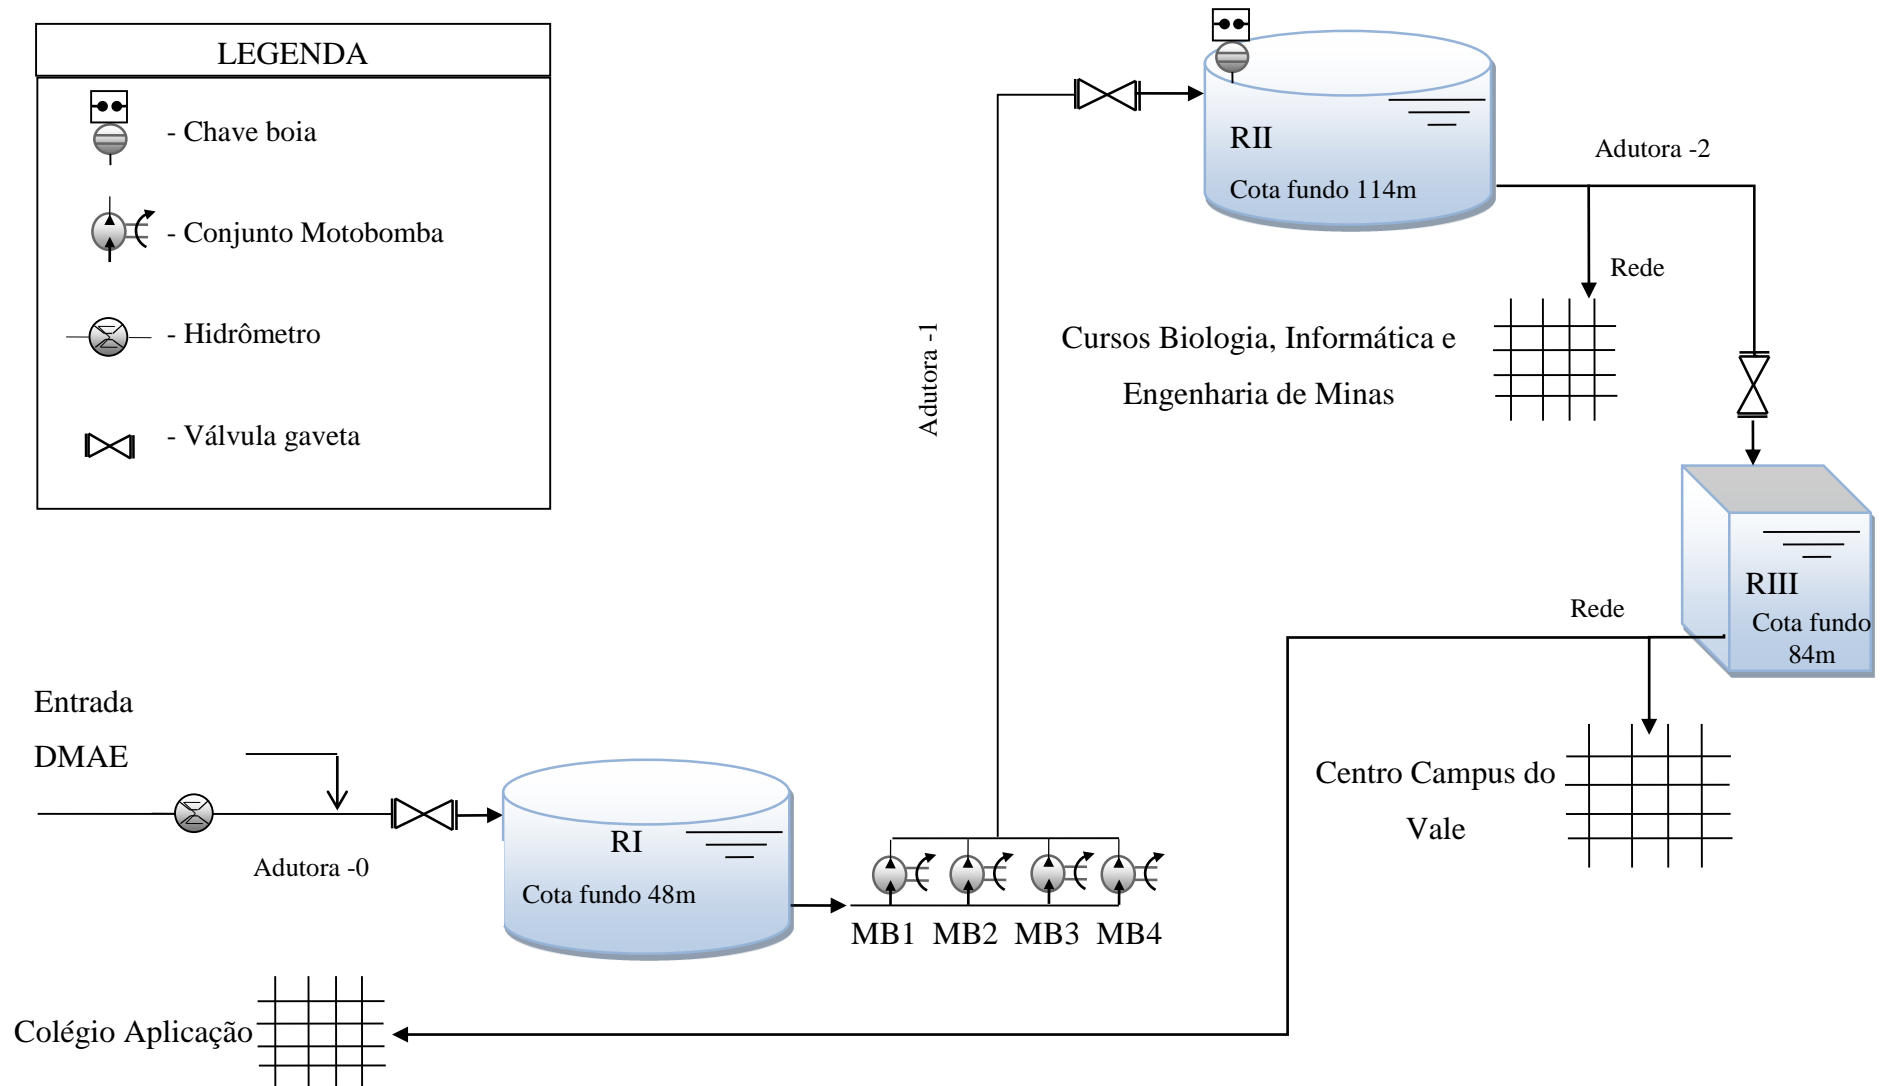 LEGENDA
- Chave boia
- Conjunto Motobomba
- Hidrômetro
- Válvula gaveta
RII
Cota fundo 114m
Adutora -2
Rede
Cursos Biologia, Informática e
Engenharia de Minas
Adutora -1
RIII
Cota fundo
84m
Rede
Centro Campus do
Vale
Entrada
DMAE
Adutora -0
RI
Cota fundo 48m
MB1 MB2 MB3 MB4
Colégio Aplicação